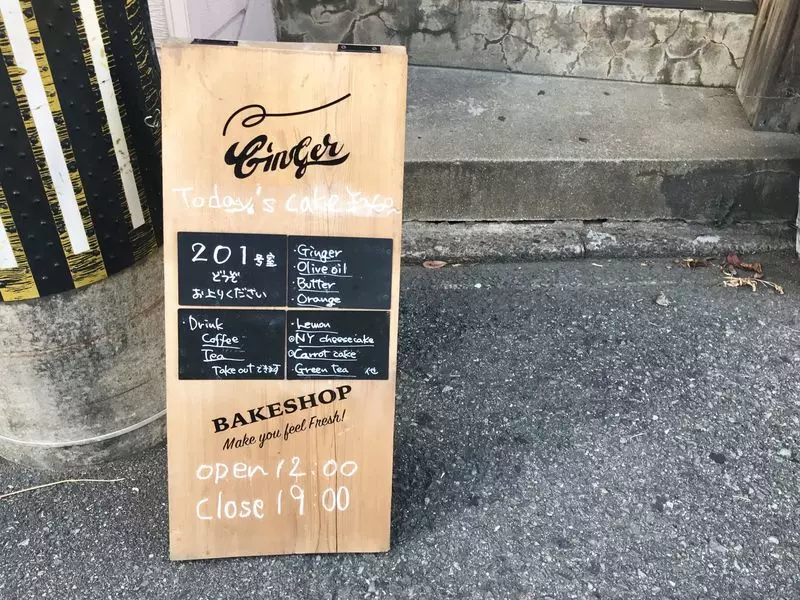 Ginger
Today's cake
201号室
どうぞ
お上りください
・Ginger
・Olive oil
・Butter
・Orange
・Drink
Coffee
Tea
Take out できます
・Lemon
◎NY cheesecake
◎Carrot cake
・Green tea 他
BAKESHOP
Make you feel Fresh!
open 12:00
close 19:00